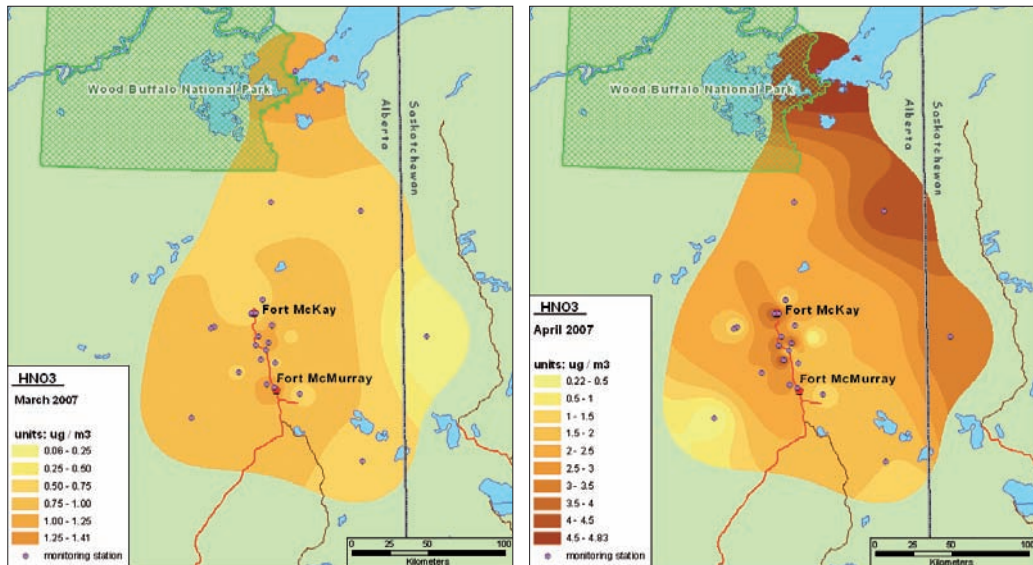 Wood Buffalo National Park
Alberta
Saskatchewan
Fort McKay
Fort McMurray
HNO3
March 2007
units: ug / m3
0.06 - 0.25
0.25 - 0.50
0.50 - 0.75
0.75 - 1.00
1.00 - 1.25
1.25 - 1.41
monitoring station
0 25 50 100
Kilometers
Wood Buffalo National Park
Alberta
Saskatchewan
Fort McKay
Fort McMurray
HNO3
April 2007
units: ug / m3
0.22 - 0.5
0.5 - 1
1 - 1.5
1.5 - 2
2 - 2.5
2.5 - 3
3 - 3.5
3.5 - 4
4 - 4.5
4.5 - 4.83
monitoring station
0 25 50 100
Kilometers